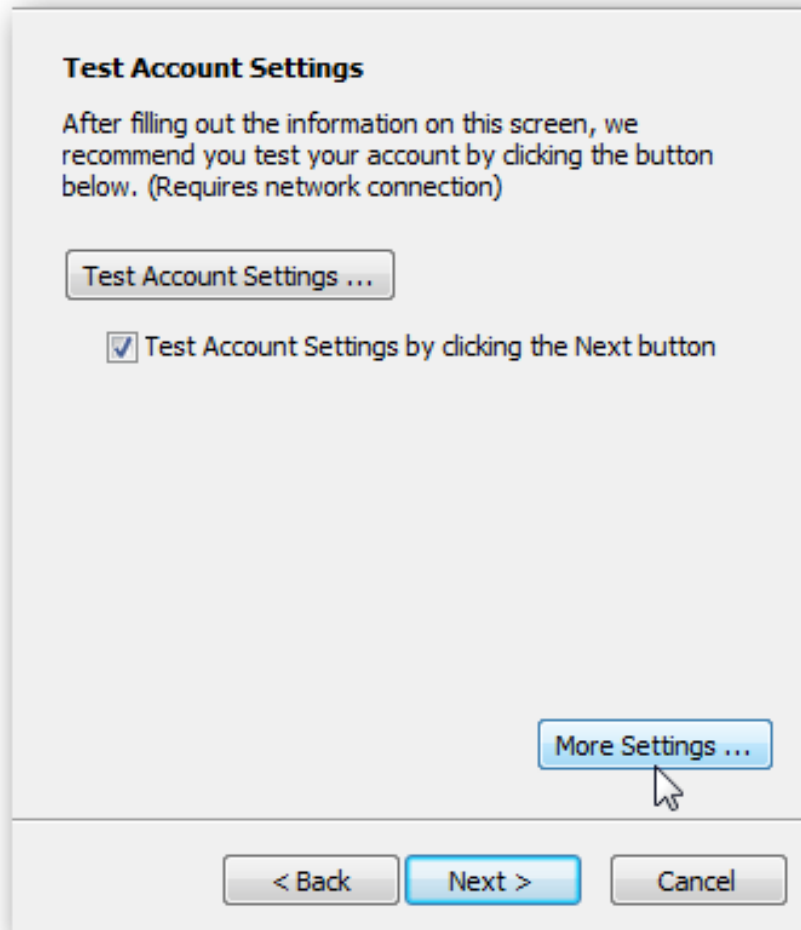 Test Account Settings
After filling out the information on this screen, we
recommend you test your account by clicking the button
below. (Requires network connection)
Test Account Settings ...
Test Account Settings by clicking the Next button
More Settings ...
< Back
Next >
Cancel